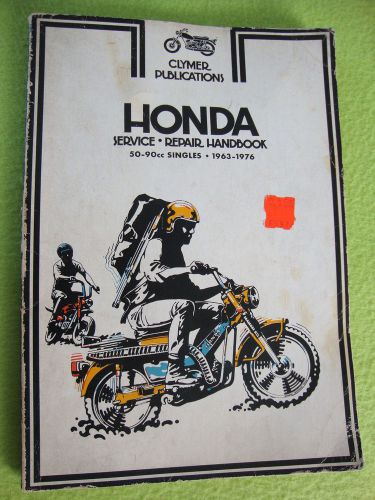 CLYMER
PUBLICATIONS
HONDA
SERVICE • REPAIR HANDBOOK
50-90cc SINGLES • 1963-1976